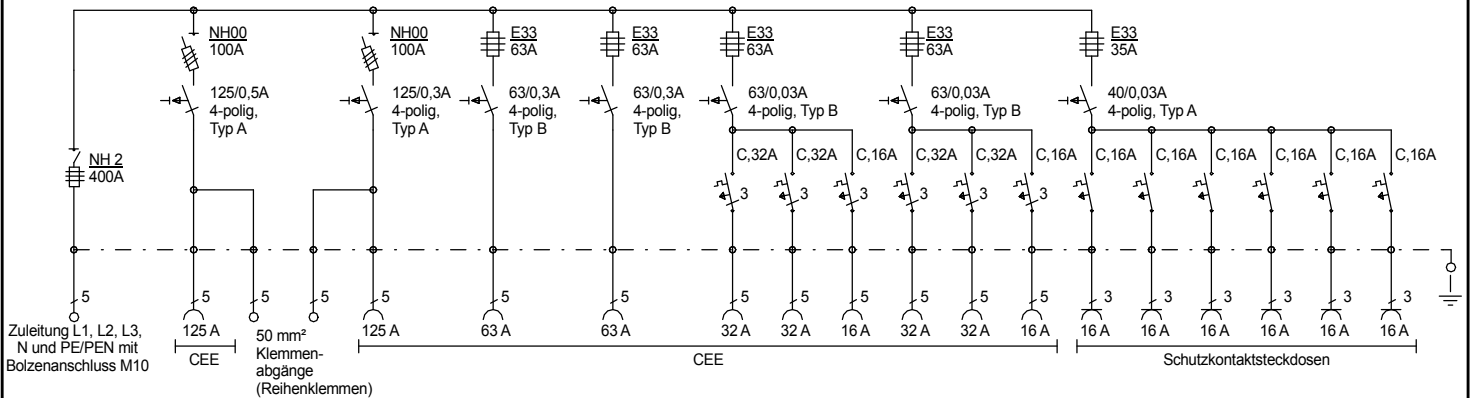 NH00
100A
NH00
100A
E33
63A
E33
63A
E33
63A
E33
63A
E33
35A
125/0,5A
4-polig,
Typ A
125/0,3A
4-polig,
Typ A
63/0,3A
4-polig,
Typ B
63/0,3A
4-polig,
Typ B
63/0,03A
4-polig, Typ B
63/0,03A
4-polig, Typ B
40/0,03A
4-polig, Typ A
NH 2
400A
C,32A
C,32A
C,16A
C,32A
C,32A
C,16A
C,16A
C,16A
C,16A
C,16A
C,16A
C,16A
3
3
3
3
3
3
5
5
5
5
5
5
5
5
5
5
5
5
5
3
3
3
3
3
3
Zuleitung L1, L2, L3,
N und PE/PEN mit
Bolzenanschluss M10
125 A
CEE
50 mm²
Klemmen-
abgänge
(Reihenklemmen)
125 A
63 A
63 A
32 A
32 A
16 A
32 A
32 A
16 A
CEE
16 A
16 A
16 A
16 A
16 A
16 A
Schutzkontaktsteckdosen